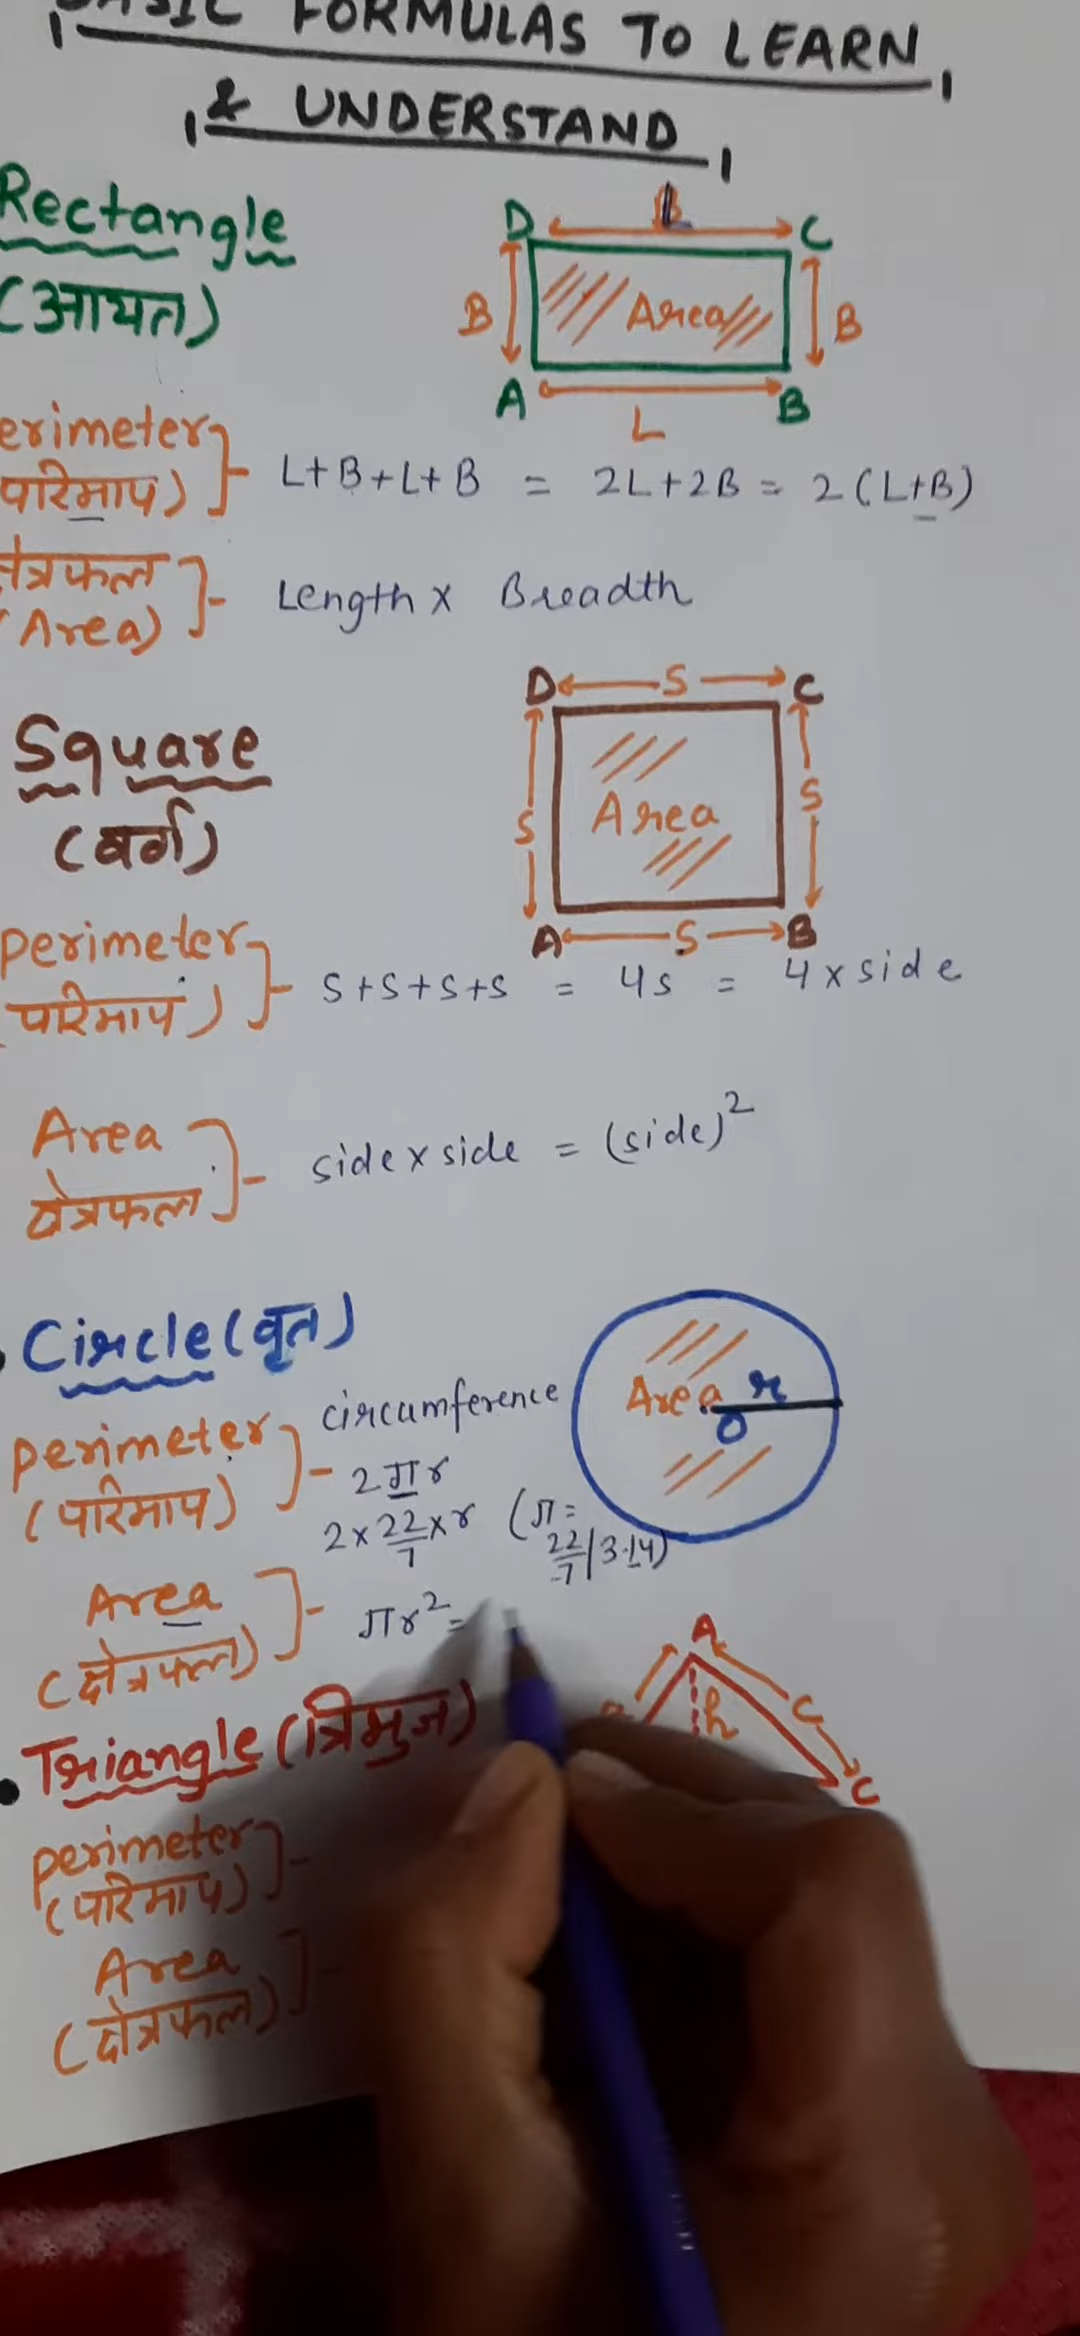 BASIC FORMULAS TO LEARN
& UNDERSTAND
Rectangle
(आयत)
D L C
B Area B
A L B
erimeter
परिमाप) - L+B+L+B = 2L+2B = 2(L+B)
क्षेत्रफल
(Area) - Length x Breadth
D S C
Square
(वर्ग)
S Area S
A S B
perimeter
परिमाप) - S+S+S+S = 4s = 4 x side
Area
क्षेत्रफल - side x side = (side)²
Circle (वृत)
Area r
O
perimeter
(परिमाप) - circumference
2πr
2 x 22/7 x r (π = 22/7 | 3.14)
Area
(क्षेत्रफल) - πr² =
A
h C
C
Triangle (त्रिभुज)
perimeter
(परिमाप) -
Area
(क्षेत्रफल)